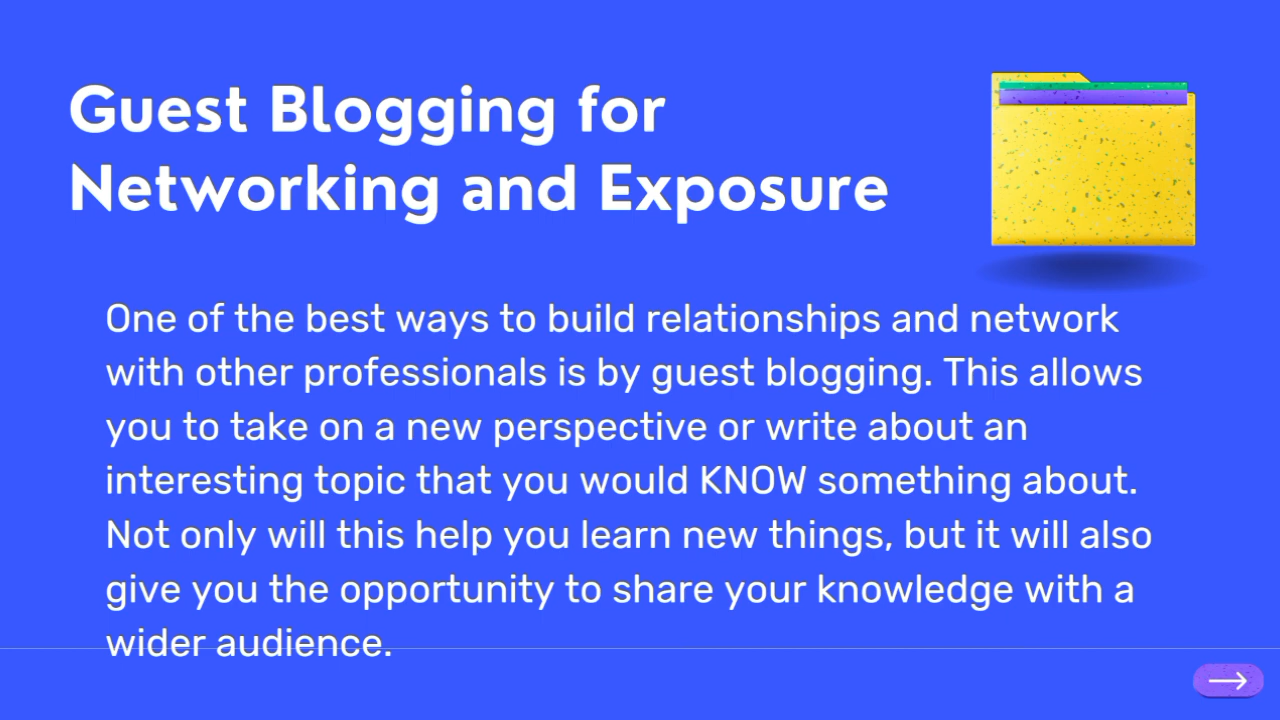 Guest Blogging for
Networking and Exposure
One of the best ways to build relationships and network
with other professionals is by guest blogging. This allows
you to take on a new perspective or write about an
interesting topic that you would KNOW something about.
Not only will this help you learn new things, but it will also
give you the opportunity to share your knowledge with a
wider audience.